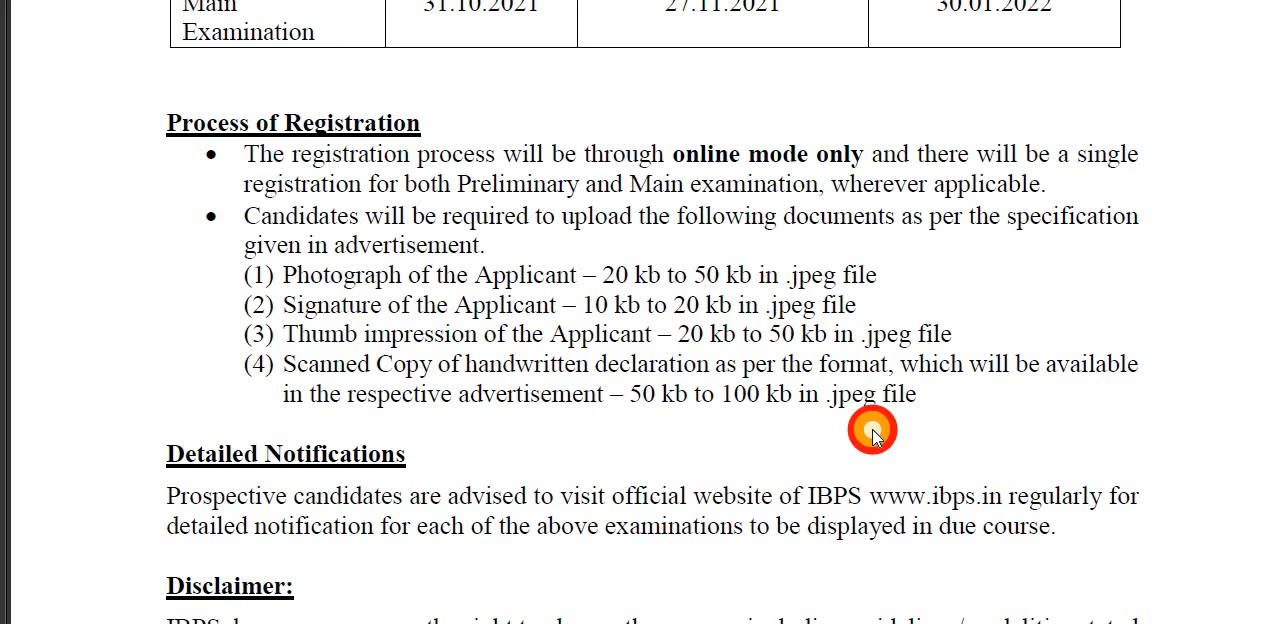 Main 31.10.2021 27.11.2021 30.01.2022
Examination
Process of Registration
• The registration process will be through online mode only and there will be a single
registration for both Preliminary and Main examination, wherever applicable.
• Candidates will be required to upload the following documents as per the specification
given in advertisement.
(1) Photograph of the Applicant – 20 kb to 50 kb in .jpeg file
(2) Signature of the Applicant – 10 kb to 20 kb in .jpeg file
(3) Thumb impression of the Applicant – 20 kb to 50 kb in .jpeg file
(4) Scanned Copy of handwritten declaration as per the format, which will be available
in the respective advertisement – 50 kb to 100 kb in .jpeg file
Detailed Notifications
Prospective candidates are advised to visit official website of IBPS www.ibps.in regularly for
detailed notification for each of the above examinations to be displayed in due course.
Disclaimer: